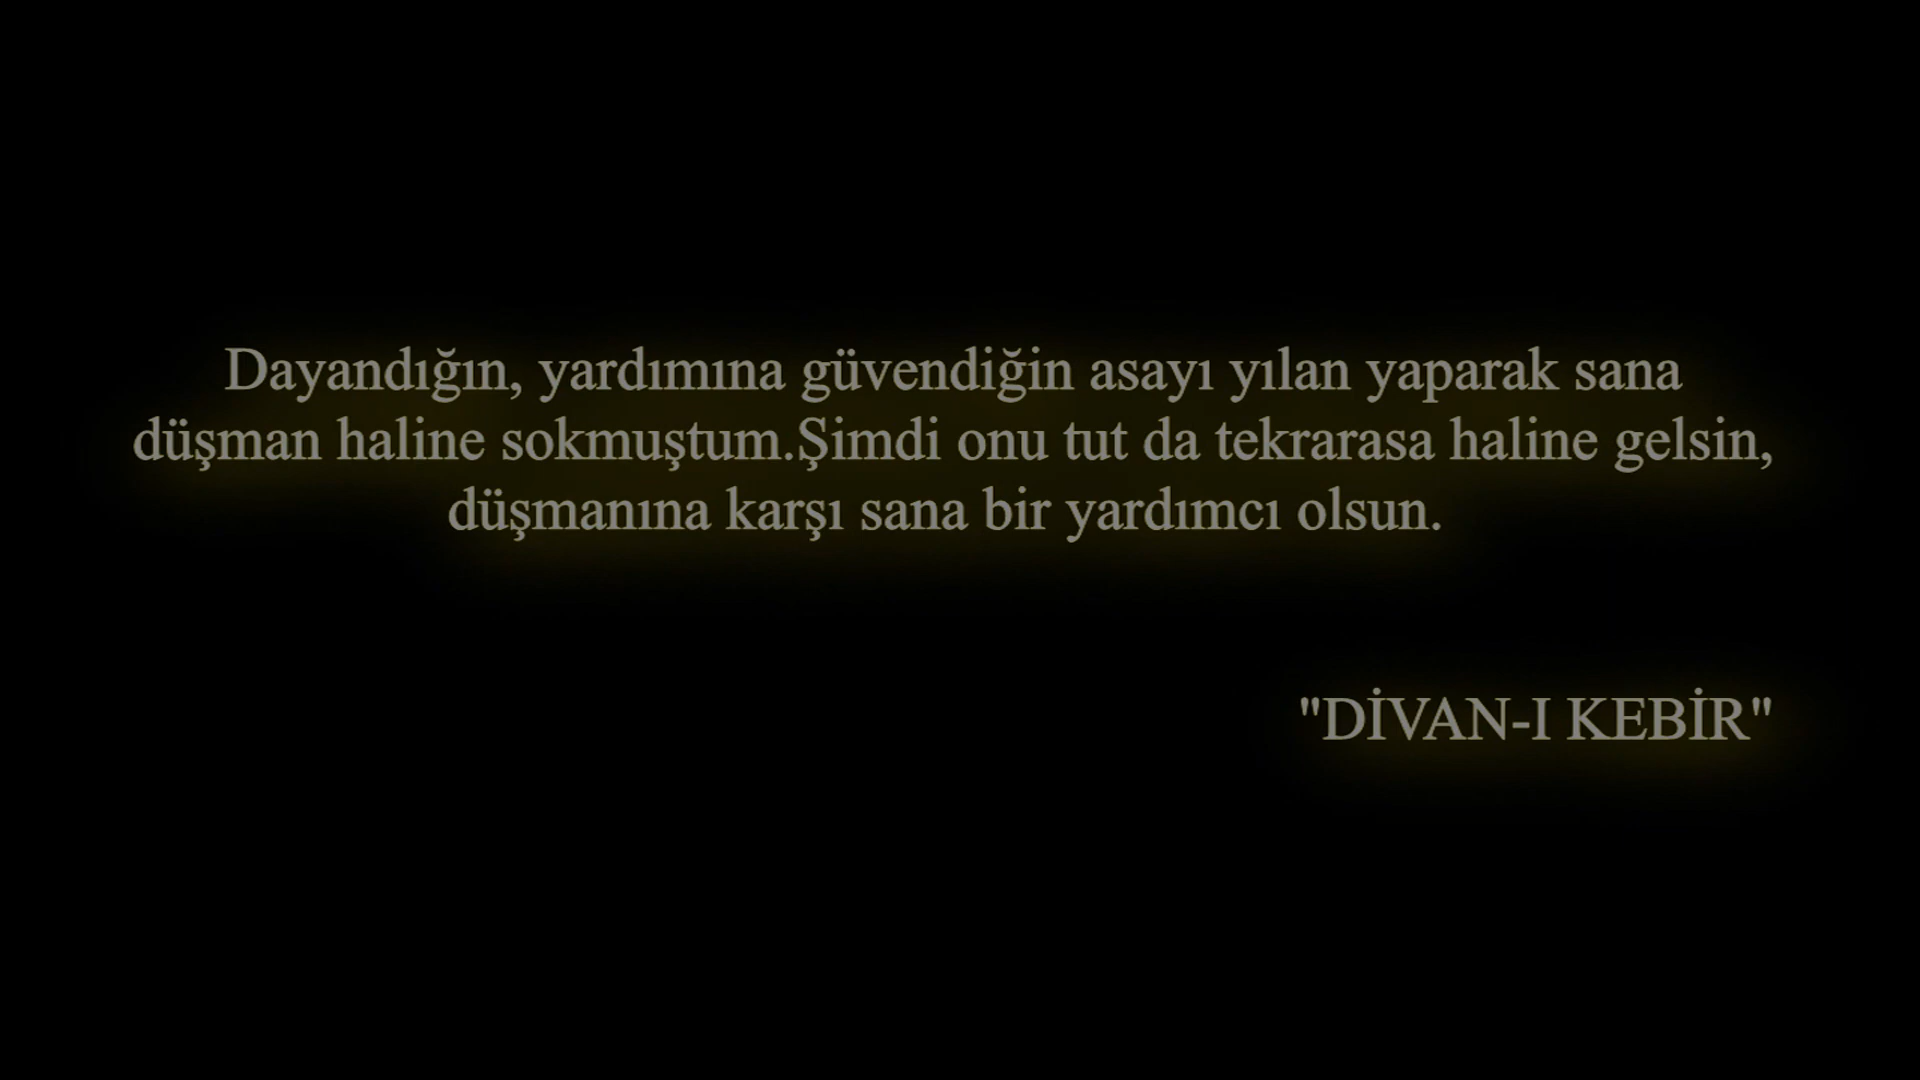 Dayandığın, yardımına güvendiğin asayı yılan yaparak sana
düşman haline sokmuştum.Şimdi onu tut da tekrarasa haline gelsin,
düşmanına karşı sana bir yardımcı olsun.
"DİVAN-I KEBİR"